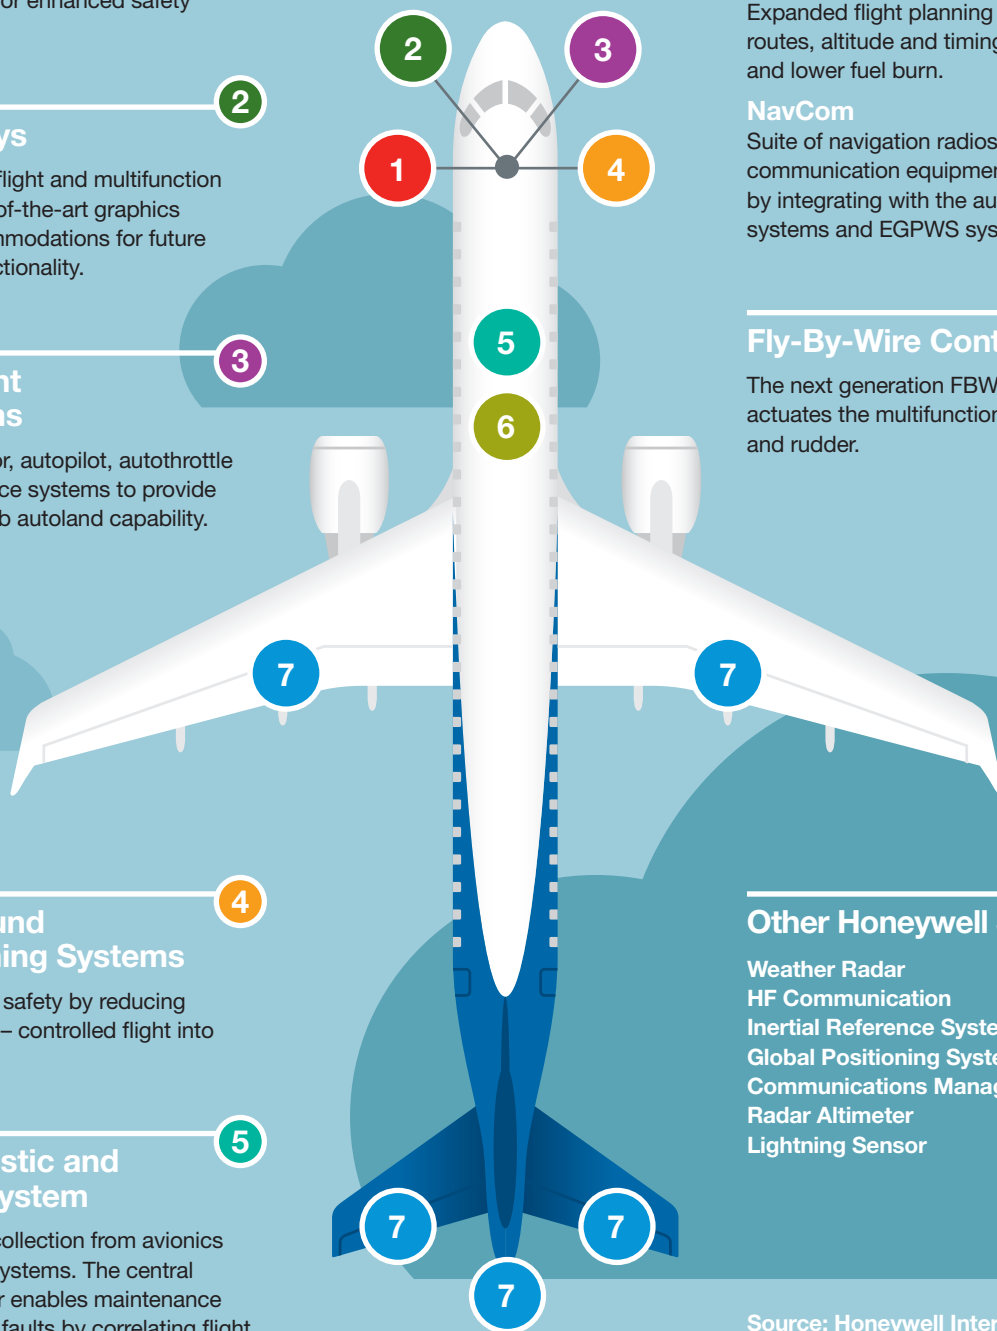 or enhanced safety
2
ys
flight and multifunction
of-the-art graphics
mmodations for future
ctionality.
3
nt
ns
or, autopilot, autothrottle
ce systems to provide
b autoland capability.
4
und
ning Systems
safety by reducing
– controlled flight into
5
stic and
ystem
collection from avionics
ystems. The central
r enables maintenance
faults by correlating flight
2
3
1
4
5
6
7
7
7
7
7
Expanded flight planning
routes, altitude and timing
and lower fuel burn.
NavCom
Suite of navigation radios
communication equipmen
by integrating with the au
systems and EGPWS sys
Fly-By-Wire Cont
The next generation FBW
actuates the multifunction
and rudder.
Other Honeywell
Weather Radar
HF Communication
Inertial Reference Syste
Global Positioning Syste
Communications Manag
Radar Altimeter
Lightning Sensor
Source: Honeywell Inter